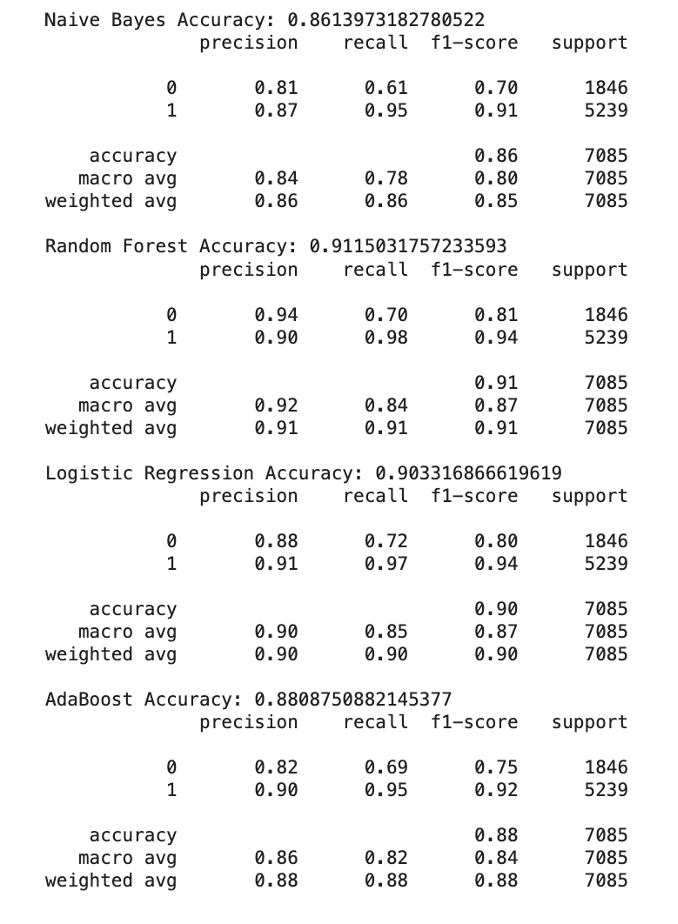 Naive Bayes Accuracy: 0.8613973182780522
precision recall f1-score support
0 0.81 0.61 0.70 1846
1 0.87 0.95 0.91 5239
accuracy 0.86 7085
macro avg 0.84 0.78 0.80 7085
weighted avg 0.86 0.86 0.85 7085
Random Forest Accuracy: 0.9115031757233593
precision recall f1-score support
0 0.94 0.70 0.81 1846
1 0.90 0.98 0.94 5239
accuracy 0.91 7085
macro avg 0.92 0.84 0.87 7085
weighted avg 0.91 0.91 0.91 7085
Logistic Regression Accuracy: 0.903316866619619
precision recall f1-score support
0 0.88 0.72 0.80 1846
1 0.91 0.97 0.94 5239
accuracy 0.90 7085
macro avg 0.90 0.85 0.87 7085
weighted avg 0.90 0.90 0.90 7085
AdaBoost Accuracy: 0.8808750882145377
precision recall f1-score support
0 0.82 0.69 0.75 1846
1 0.90 0.95 0.92 5239
accuracy 0.88 7085
macro avg 0.86 0.82 0.84 7085
weighted avg 0.88 0.88 0.88 7085